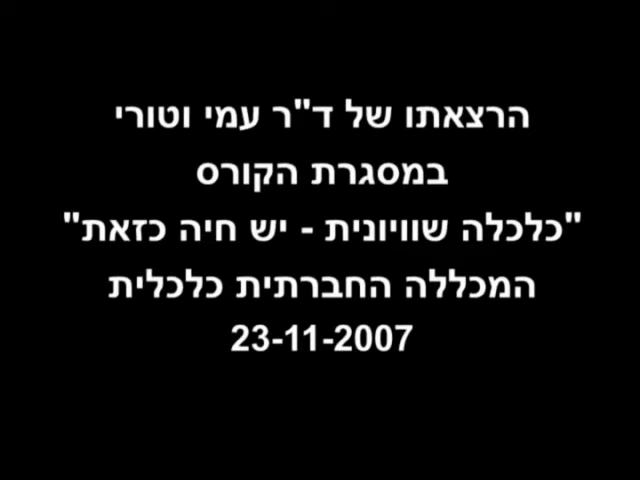 הרצאתו של ד"ר עמי וטורי
במסגרת הקורס
"כלכלה שוויונית - יש חיה כזאת"
המכללה החברתית כלכלית
23-11-2007